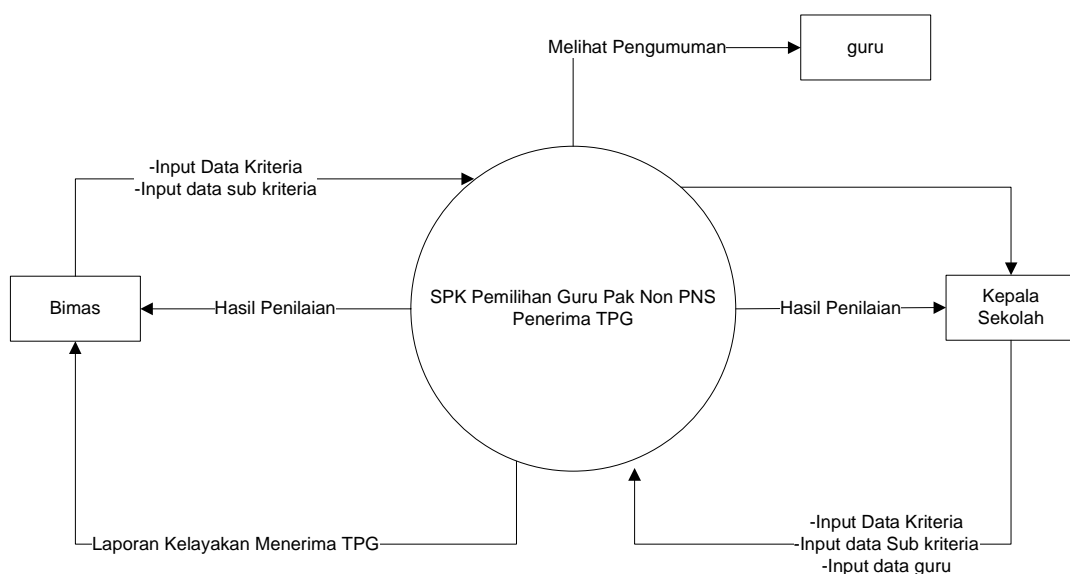 Melihat Pengumuman
guru
-Input Data Kriteria
-Input data sub kriteria
Bimas
Hasil Penilaian
SPK Pemilihan Guru Pak Non PNS
Penerima TPG
Hasil Penilaian
Kepala
Sekolah
Laporan Kelayakan Menerima TPG
-Input Data Kriteria
-Input data Sub kriteria
-Input data guru